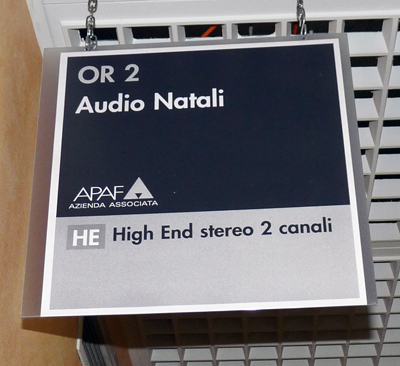 OR 2
Audio Natali
APAF
AZIENDA ASSOCIATA
HE High End stereo 2 canali